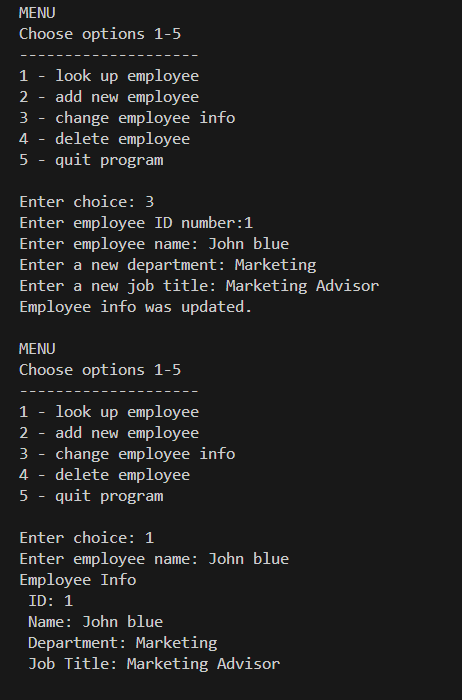 MENU
Choose options 1-5
--------------------
1 - look up employee
2 - add new employee
3 - change employee info
4 - delete employee
5 - quit program

Enter choice: 3
Enter employee ID number:1
Enter employee name: John blue
Enter a new department: Marketing
Enter a new job title: Marketing Advisor
Employee info was updated.

MENU
Choose options 1-5
--------------------
1 - look up employee
2 - add new employee
3 - change employee info
4 - delete employee
5 - quit program

Enter choice: 1
Enter employee name: John blue
Employee Info
 ID: 1
 Name: John blue
 Department: Marketing
 Job Title: Marketing Advisor